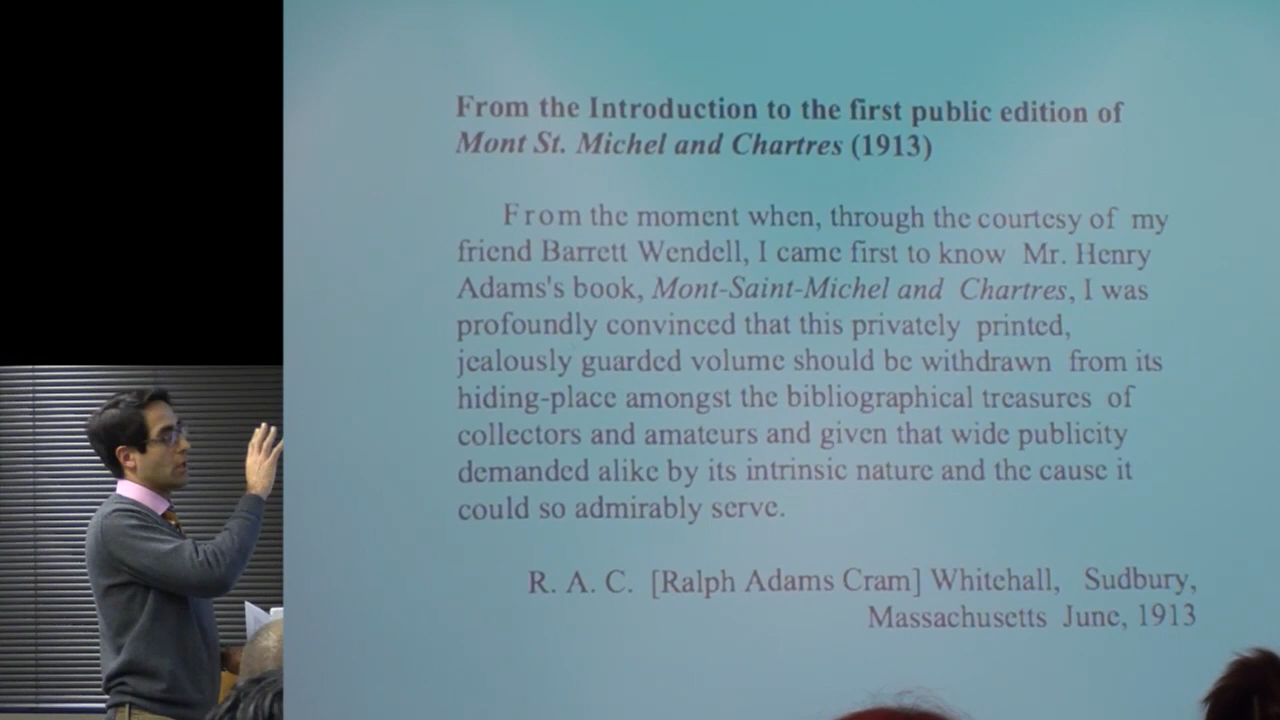 From the Introduction to the first public edition of
Mont St. Michel and Chartres (1913)
From the moment when, through the courtesy of my
friend Barrett Wendell, I came first to know Mr. Henry
Adams's book, Mont-Saint-Michel and Chartres, I was
profoundly convinced that this privately printed,
jealously guarded volume should be withdrawn from its
hiding-place amongst the bibliographical treasures of
collectors and amateurs and given that wide publicity
demanded alike by its intrinsic nature and the cause it
could so admirably serve.
R. A. C. [Ralph Adams Cram] Whitehall, Sudbury,
Massachusetts June, 1913